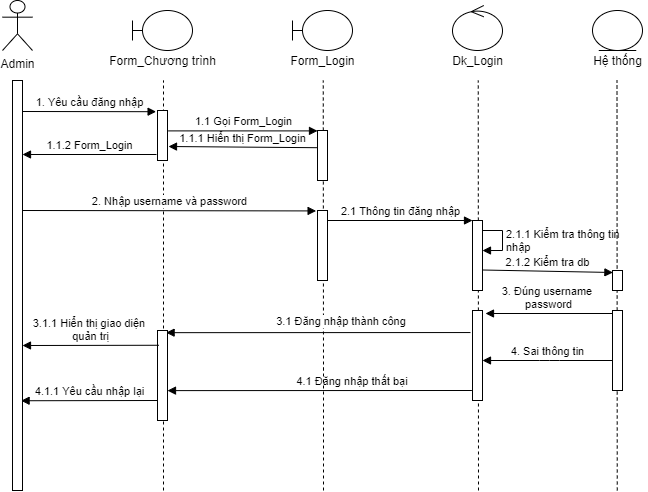 Admin
Form_Chương trình
Form_Login
Dk_Login
Hệ thống
1. Yêu cầu đăng nhập
1.1 Gọi Form_Login
1.1.1 Hiển thị Form_Login
1.1.2 Form_Login
2. Nhập username và password
2.1 Thông tin đăng nhập
2.1.1 Kiểm tra thông tin
nhập
2.1.2 Kiểm tra db
3. Đúng username
password
3.1 Đăng nhập thành công
3.1.1 Hiển thị giao diện
quản trị
4. Sai thông tin
4.1 Đăng nhập thất bại
4.1.1 Yêu cầu nhập lại